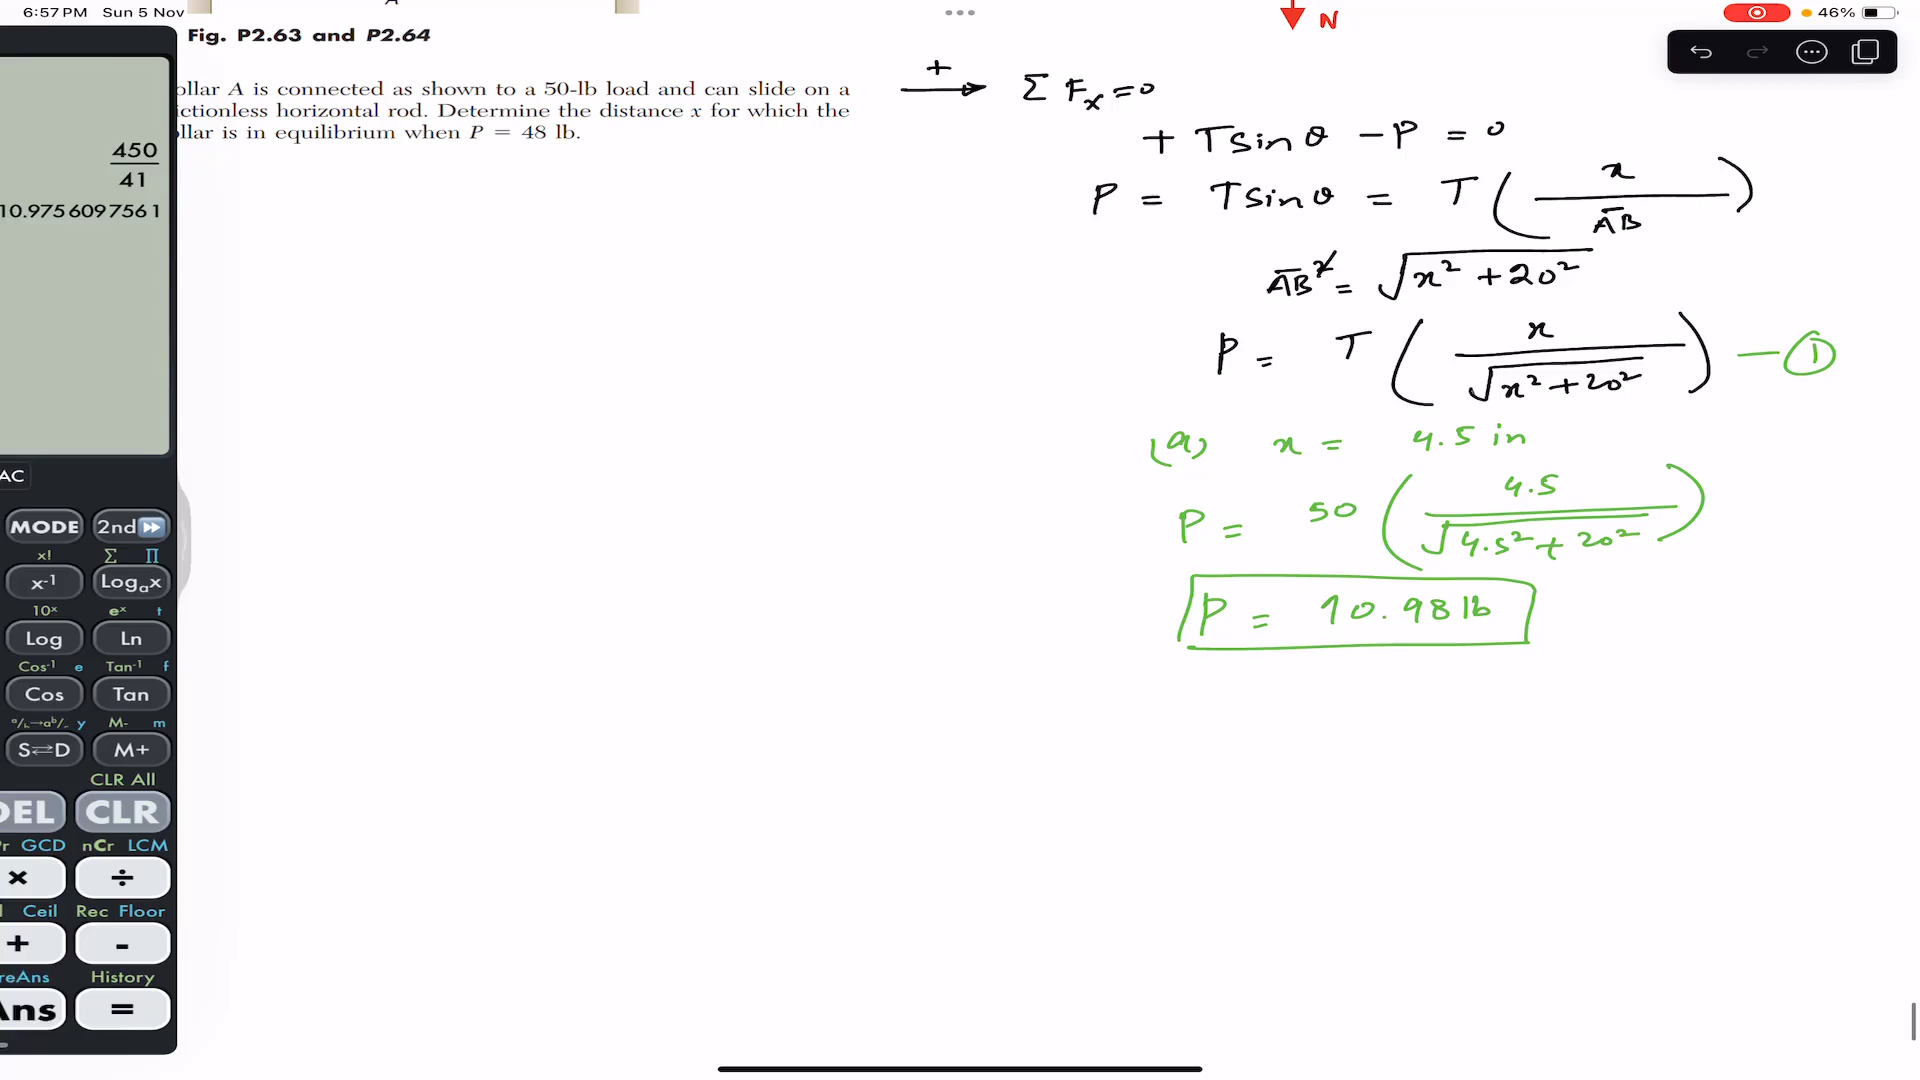 6:57 PM Sun 5 Nov
46%
A
Fig. P2.63 and P2.64
ollar A is connected as shown to a 50-lb load and can slide on a
ictionless horizontal rod. Determine the distance x for which the
ollar is in equilibrium when P = 48 lb.
N
+ → Σ Fx = 0
+ T sin θ - P = 0
P = T sin θ = T ( x / AB )
AB² = √(x² + 20²)
P = T ( x / √(x² + 20²) ) — ①
(a) x = 4.5 in
P = 50 ( 4.5 / √(4.5² + 20²) )
P = 10.98 lb
450
41
10.9756097561
AC
MODE 2nd
x! Σ Π
x-1 Logax
10x ex t
Log Ln
Cos-1 e Tan-1 f
Cos Tan
y M- m
S⇄D M+
CLR All
DEL CLR
r GCD nCr LCM
× ÷
Ceil Rec Floor
+ -
reAns History
Ans =